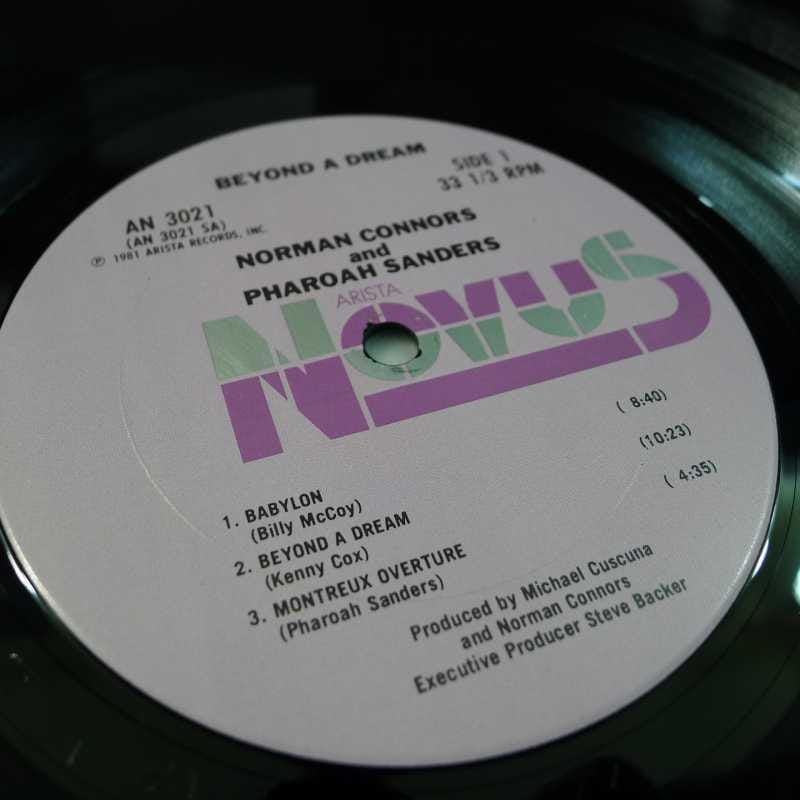 BEYOND A DREAM
SIDE 1
33 1/3 RPM
AN 3021
(AN 3021 SA)
℗ 1981 ARISTA RECORDS, INC.
NORMAN CONNORS
and
PHAROAH SANDERS
ARISTA
NOVUS
1. BABYLON ( 8:40)
(Billy McCoy)
2. BEYOND A DREAM (10:23)
(Kenny Cox)
3. MONTREUX OVERTURE ( 4:35)
(Pharoah Sanders)
Produced by Michael Cuscuna
and Norman Connors
Executive Producer Steve Backer